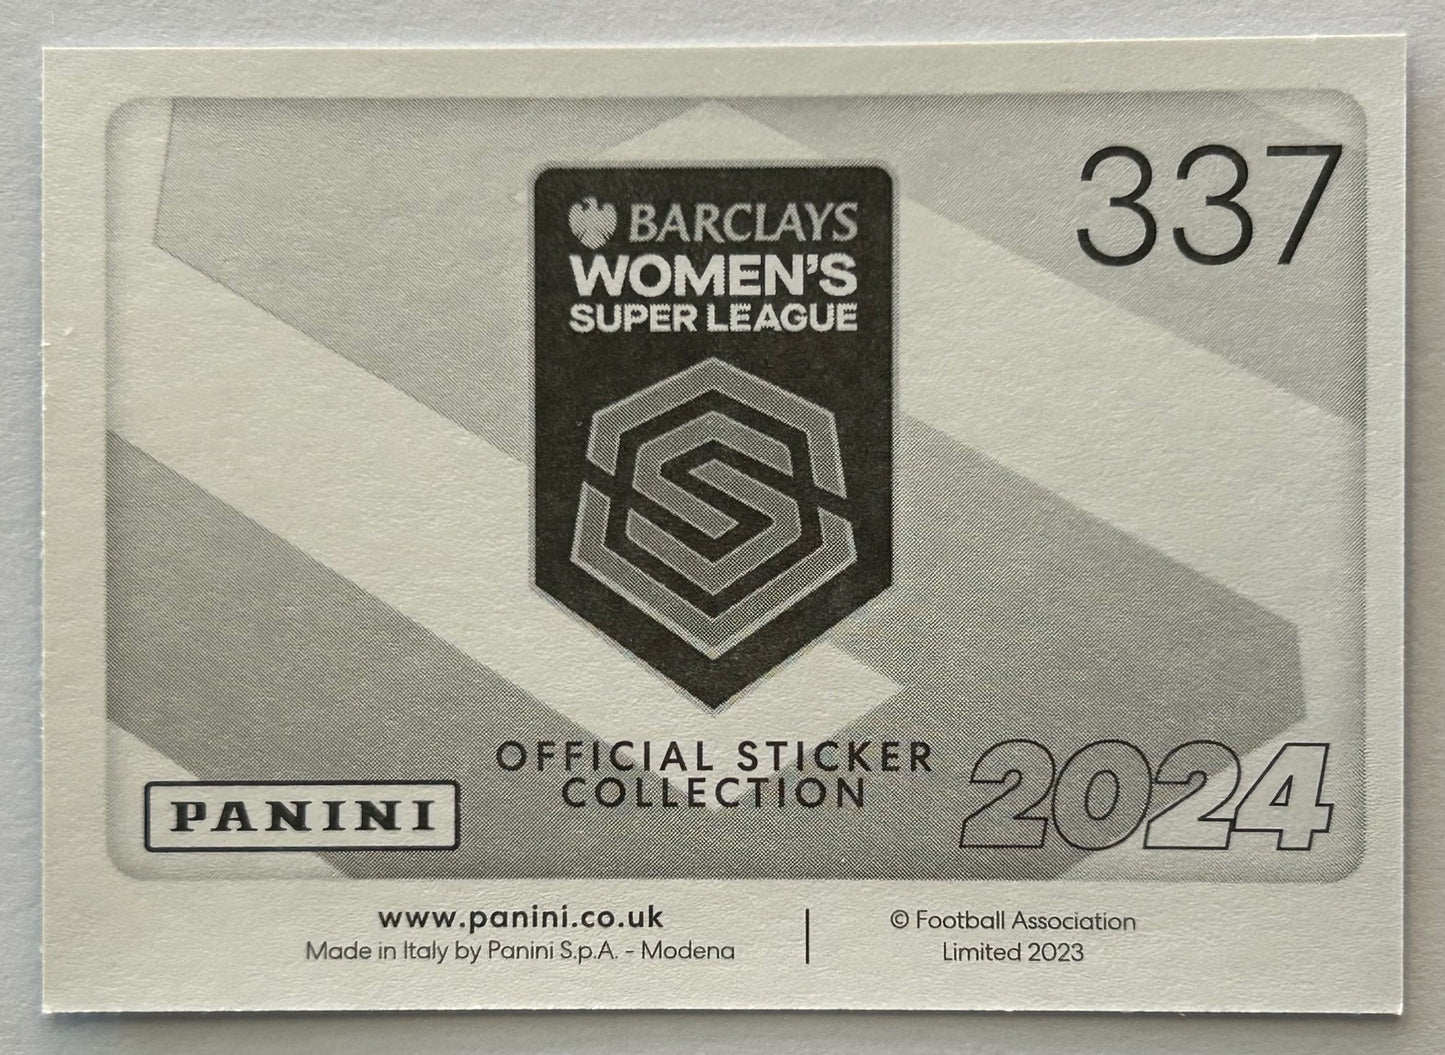 337
BARCLAYS
WOMEN'S
SUPER LEAGUE
OFFICIAL STICKER
COLLECTION
PANINI
2024
www.panini.co.uk
Made in Italy by Panini S.p.A. - Modena
© Football Association
Limited 2023